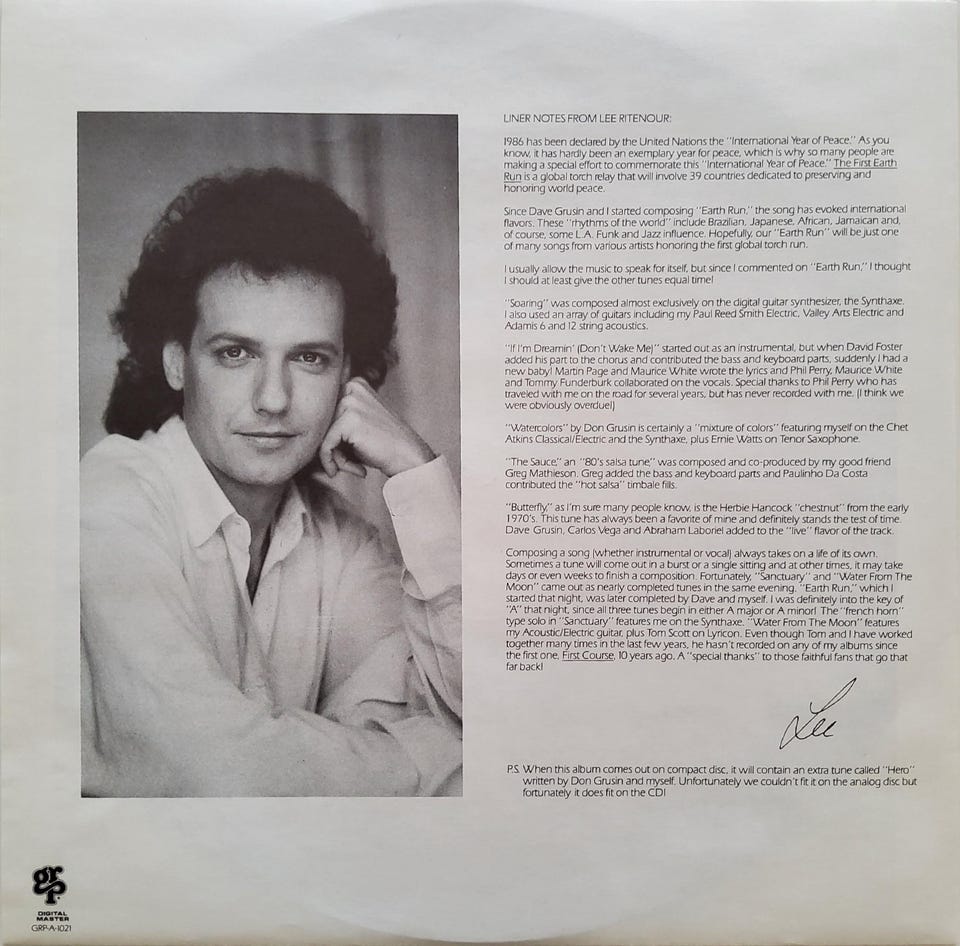 LINER NOTES FROM LEE RITENOUR:
1986 has been declared by the United Nations the "International Year of Peace." As you
know, it has hardly been an exemplary year for peace, which is why so many people are
making a special effort to commemorate this "International Year of Peace." The First Earth
Run is a global torch relay that will involve 39 countries dedicated to preserving and
honoring world peace.
Since Dave Grusin and I started composing "Earth Run," the song has evoked international
flavors. These "rhythms of the world" include Brazilian, Japanese, African, Jamaican and,
of course, some L.A. Funk and Jazz influence. Hopefully, our "Earth Run" will be just one
of many songs from various artists honoring the first global torch run.
I usually allow the music to speak for itself, but since I commented on "Earth Run," I thought
I should at least give the other tunes equal time!
"Soaring" was composed almost exclusively on the digital guitar synthesizer, the Synthaxe.
I also used an array of guitars including my Paul Reed Smith Electric, Valley Arts Electric and
Adamis 6 and 12 string acoustics.
"If I'm Dreamin' (Don't Wake Me)" started out as an instrumental, but when David Foster
added his part to the chorus and contributed the bass and keyboard parts, suddenly I had a
new baby! Martin Page and Maurice White wrote the lyrics and Phil Perry, Maurice White
and Tommy Funderburk collaborated on the vocals. Special thanks to Phil Perry who has
traveled with me on the road for several years, but has never recorded with me. (I think we
were obviously overdue!)
"Watercolors" by Don Grusin is certainly a "mixture of colors" featuring myself on the Chet
Atkins Classical/Electric and the Synthaxe, plus Ernie Watts on Tenor Saxophone.
"The Sauce," an "80's salsa tune," was composed and co-produced by my good friend
Greg Mathieson. Greg added the bass and keyboard parts and Paulinho Da Costa
contributed the "hot salsa" timbale fills.
"Butterfly," as I'm sure many people know, is the Herbie Hancock "chestnut" from the early
1970's. This tune has always been a favorite of mine and definitely stands the test of time.
Dave Grusin, Carlos Vega and Abraham Laboriel added to the "live" flavor of the track.
Composing a song (whether instrumental or vocal) always takes on a life of its own.
Sometimes a tune will come out in a burst or a single sitting and at other times, it may take
days or even weeks to finish a composition. Fortunately, "Sanctuary" and "Water From The
Moon" came out as nearly completed tunes in the same evening. "Earth Run," which I
started that night, was later completed by Dave and myself. I was definitely into the key of
"A" that night, since all three tunes begin in either A major or A minor! The "french horn"
type solo in "Sanctuary" features me on the Synthaxe. "Water From The Moon" features
my Acoustic/Electric guitar, plus Tom Scott on Lyricon. Even though Tom and I have worked
together many times in the last few years, he hasn't recorded on any of my albums since
the first one, First Course, 10 years ago. A "special thanks" to those faithful fans that go that
far back!
Lee
P.S. When this album comes out on compact disc, it will contain an extra tune called "Hero"
written by Don Grusin and myself. Unfortunately we couldn't fit it on the analog disc but
fortunately it does fit on the CD!
grp
DIGITAL
MASTER
GRP-A-1021